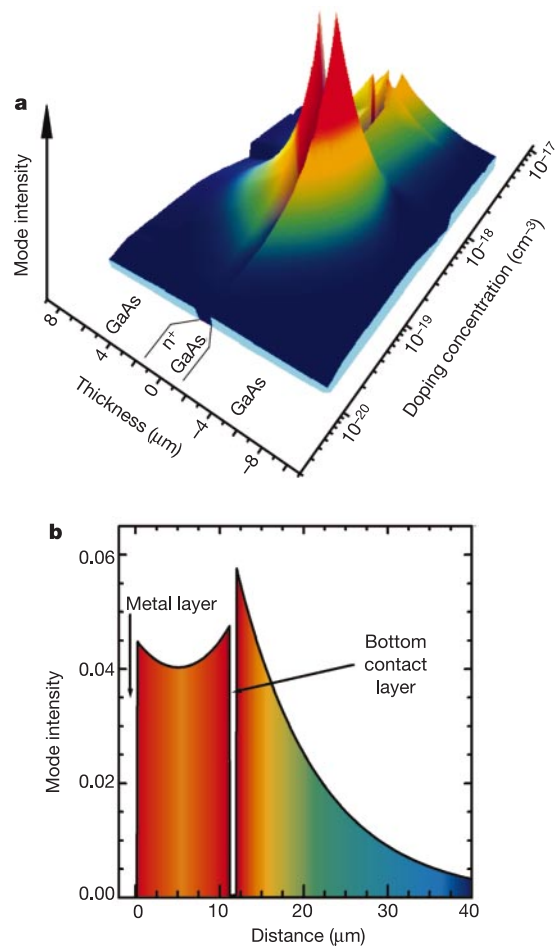 a
Mode intensity
8
4
0
–4
–8
Thickness (μm)
GaAs
n+
GaAs
GaAs
10–17
10–18
10–19
10–20
Doping concentration (cm–3)
b
0.06
0.04
0.02
0.00
Mode intensity
Metal layer
Bottom
contact
layer
0
10
20
30
40
Distance (μm)